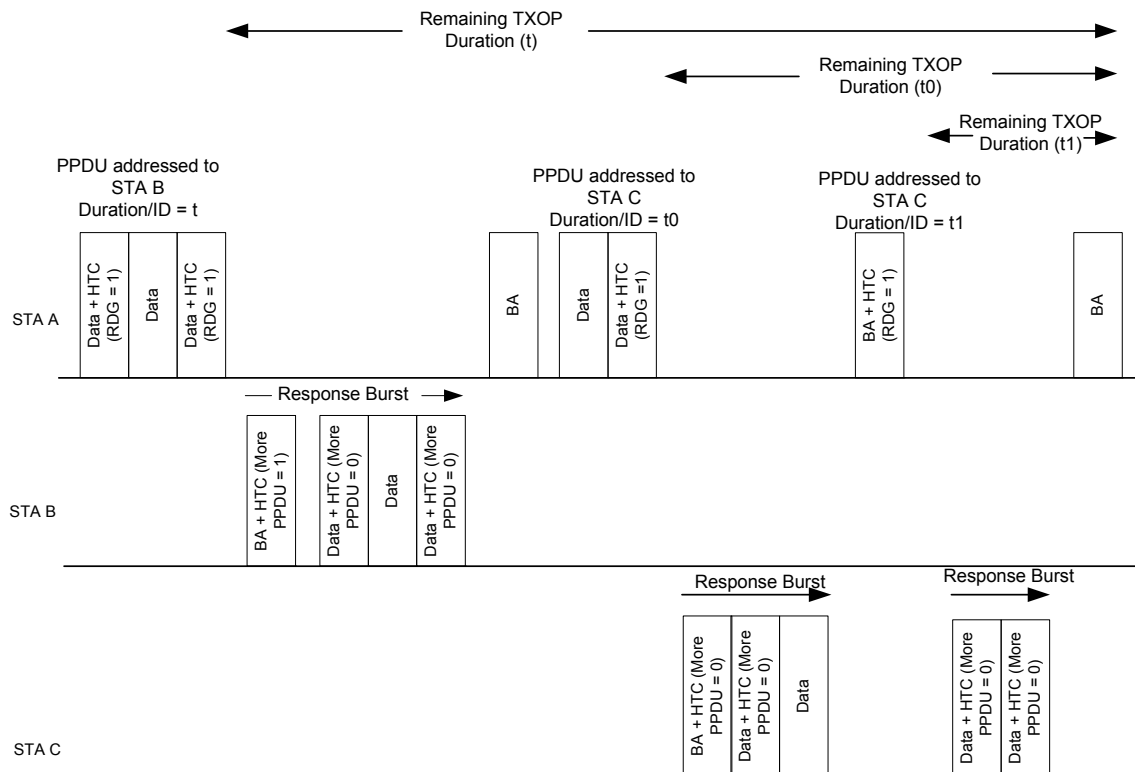 Remaining TXOP
Duration (t)
Remaining TXOP
Duration (t0)
Remaining TXOP
Duration (t1)
PPDU addressed to
STA B
Duration/ID = t
PPDU addressed to
STA C
Duration/ID = t0
PPDU addressed to
STA C
Duration/ID = t1
STA A
Data + HTC
(RDG = 1)
Data
Data + HTC
(RDG = 1)
BA
Data
Data + HTC
(RDG =1)
BA + HTC
(RDG = 1)
BA
Response Burst
STA B
BA + HTC (More
PPDU = 1)
Data + HTC (More
PPDU = 0)
Data
Data + HTC (More
PPDU = 0)
Response Burst
Response Burst
STA C
BA + HTC (More
PPDU = 0)
Data + HTC (More
PPDU = 0)
Data
Data + HTC (More
PPDU = 0)
Data + HTC (More
PPDU = 0)